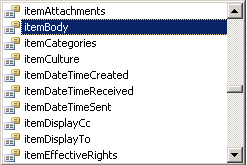 itemAttachments
itemBody
itemCategories
itemCulture
itemDateTimeCreated
itemDateTimeReceived
itemDateTimeSent
itemDisplayCc
itemDisplayTo
itemEffectiveRights